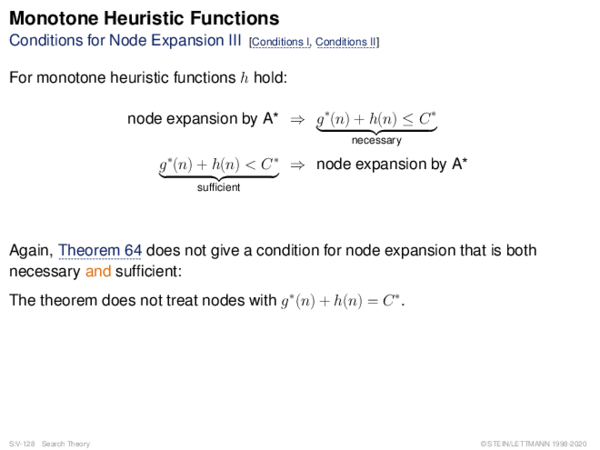 Monotone Heuristic Functions
Conditions for Node Expansion III [Conditions I, Conditions II]
For monotone heuristic functions h hold:
node expansion by A* ⇒ g*(n) + h(n) ≤ C*
necessary
g*(n) + h(n) < C* ⇒ node expansion by A*
sufficient
Again, Theorem 64 does not give a condition for node expansion that is both
necessary and sufficient:
The theorem does not treat nodes with g*(n) + h(n) = C*.
S:V-128 Search Theory
©STEIN/LETTMANN 1998-2020